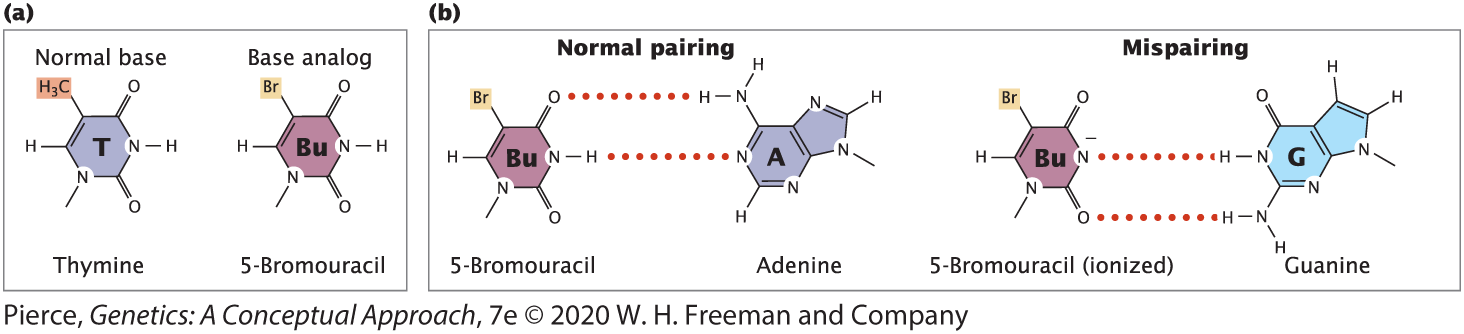 (a)
Normal base
Base analog
H₃C
O
H
T
N
H
N
O
Br
O
H
Bu
N
H
N
O
Thymine
5-Bromouracil
(b)
Normal pairing
Br
O
H
Bu
N
H
N
O
H
H
N
N
H
N
A
N
N
H
5-Bromouracil
Adenine
Mispairing
Br
O
H
Bu
N
–
N
O
H
O
H
H
N
G
N
N
H
N
H
5-Bromouracil (ionized)
Guanine
Pierce, Genetics: A Conceptual Approach, 7e © 2020 W. H. Freeman and Company